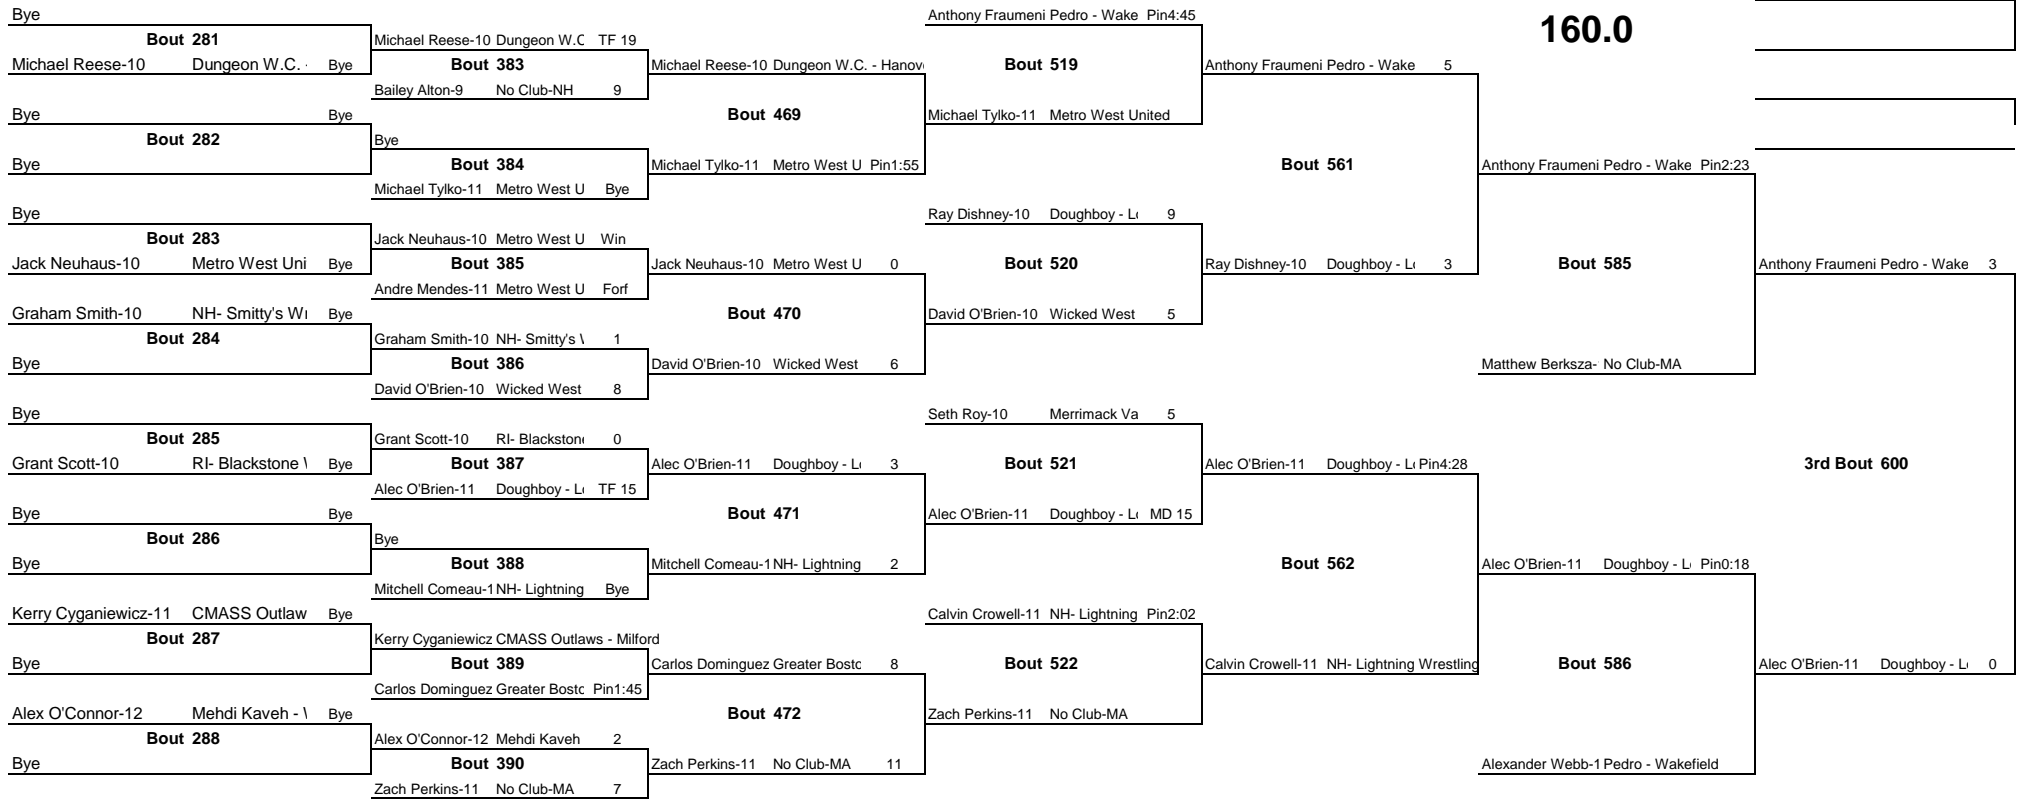 Bye Anthony Fraumeni Pedro - Wake Pin4:45
160.0
Bout 281 Michael Reese-10 Dungeon W.C TF 19
Michael Reese-10 Dungeon W.C. - Bye Bout 383 Michael Reese-10 Dungeon W.C. - Hanov Bout 519 Anthony Fraumeni Pedro - Wake 5
Bailey Alton-9 No Club-NH 9
Bye Bye Bout 469 Michael Tylko-11 Metro West United
Bout 282 Bye
Bye Bout 384 Michael Tylko-11 Metro West U Pin1:55 Bout 561 Anthony Fraumeni Pedro - Wake Pin2:23
Michael Tylko-11 Metro West U Bye
Bye Ray Dishney-10 Doughboy - Lo 9
Bout 283 Jack Neuhaus-10 Metro West U Win
Jack Neuhaus-10 Metro West Uni Bye Bout 385 Jack Neuhaus-10 Metro West U 0 Bout 520 Ray Dishney-10 Doughboy - Lo 3 Bout 585 Anthony Fraumeni Pedro - Wake 3
Andre Mendes-11 Metro West U Forf
Graham Smith-10 NH- Smitty's Wr Bye Bout 470 David O'Brien-10 Wicked West 5
Bout 284 Graham Smith-10 NH- Smitty's W 1
Bye Bout 386 David O'Brien-10 Wicked West 6 Matthew Berksza- No Club-MA
David O'Brien-10 Wicked West 8
Bye Seth Roy-10 Merrimack Va 5
Bout 285 Grant Scott-10 RI- Blackstone 0
Grant Scott-10 RI- Blackstone W Bye Bout 387 Alec O'Brien-11 Doughboy - Lo 3 Bout 521 Alec O'Brien-11 Doughboy - Lo Pin4:28 3rd Bout 600
Alec O'Brien-11 Doughboy - Lo TF 15
Bye Bye Bout 471 Alec O'Brien-11 Doughboy - Lo MD 15
Bout 286 Bye
Bye Bout 388 Mitchell Comeau-1 NH- Lightning 2 Bout 562 Alec O'Brien-11 Doughboy - Lo Pin0:18
Mitchell Comeau-1 NH- Lightning Bye
Kerry Cyganiewicz-11 CMASS Outlaw Bye Calvin Crowell-11 NH- Lightning Pin2:02
Bout 287 Kerry Cyganiewicz CMASS Outlaws - Milford
Bye Bout 389 Carlos Dominguez Greater Bosto 8 Bout 522 Calvin Crowell-11 NH- Lightning Wrestling Bout 586 Alec O'Brien-11 Doughboy - Lo 0
Carlos Dominguez Greater Bosto Pin1:45
Alex O'Connor-12 Mehdi Kaveh - W Bye Bout 472 Zach Perkins-11 No Club-MA
Bout 288 Alex O'Connor-12 Mehdi Kaveh 2
Bye Bout 390 Zach Perkins-11 No Club-MA 11 Alexander Webb-1 Pedro - Wakefield
Zach Perkins-11 No Club-MA 7